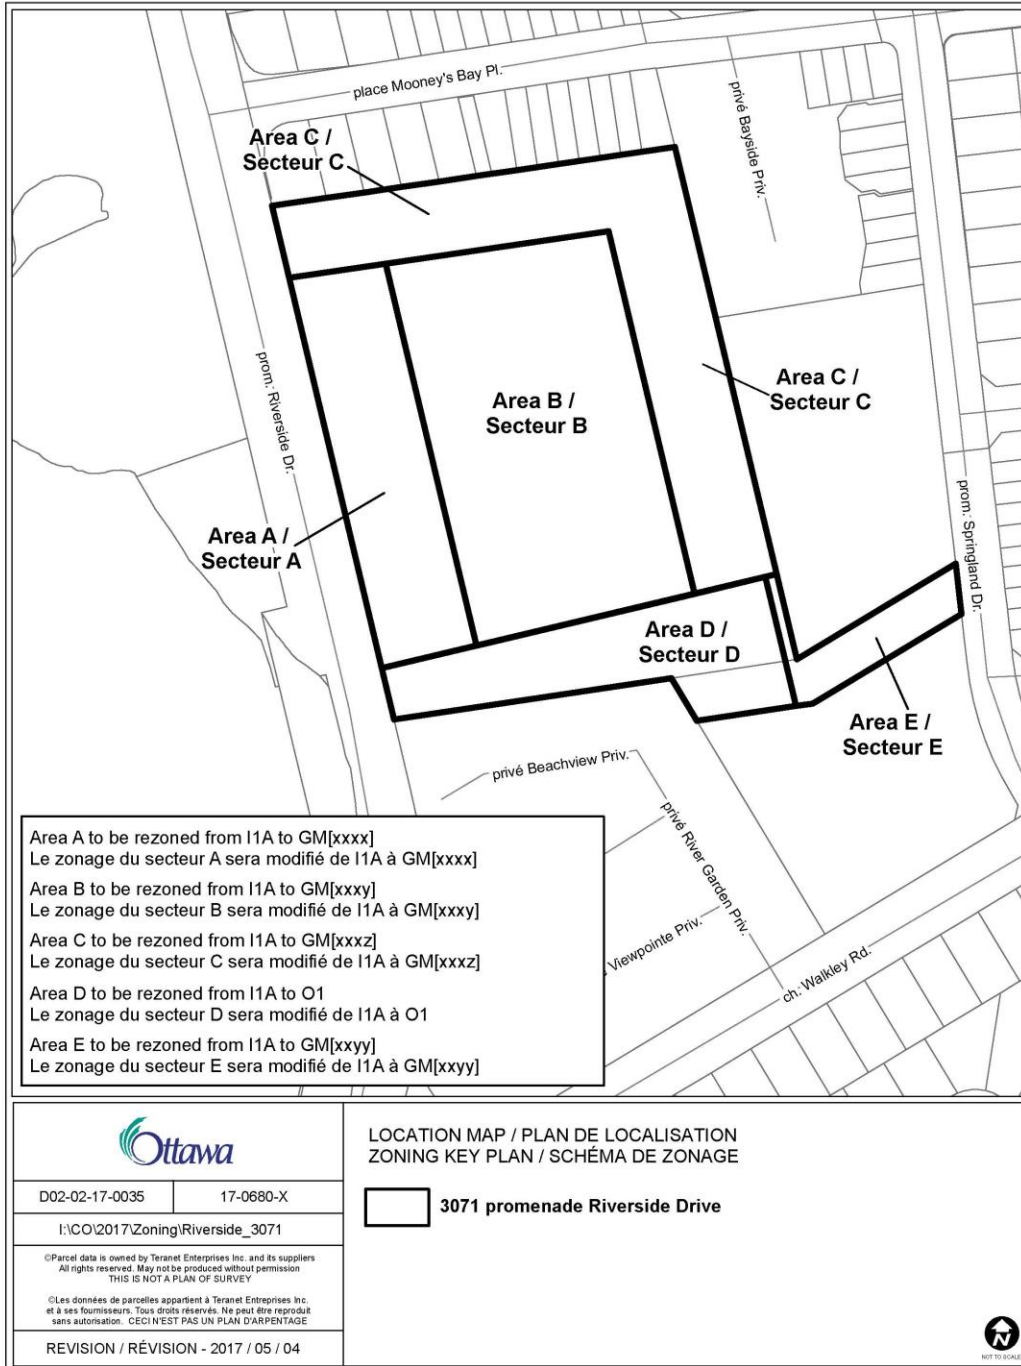 place Mooney's Bay Pl.
privé Bayside Priv.
Area C /
Secteur C
prom. Riverside Dr.
Area B /
Secteur B
Area C /
Secteur C
prom. Springland Dr.
Area A /
Secteur A
Area D /
Secteur D
Area E /
Secteur E
privé Beachview Priv.
privé River Garden Priv.
Viewpointe Priv.
ch. Walkley Rd.
Area A to be rezoned from I1A to GM[xxxx]
Le zonage du secteur A sera modifié de I1A à GM[xxxx]
Area B to be rezoned from I1A to GM[xxxy]
Le zonage du secteur B sera modifié de I1A à GM[xxxy]
Area C to be rezoned from I1A to GM[xxxz]
Le zonage du secteur C sera modifié de I1A à GM[xxxz]
Area D to be rezoned from I1A to O1
Le zonage du secteur D sera modifié de I1A à O1
Area E to be rezoned from I1A to GM[xxyy]
Le zonage du secteur E sera modifié de I1A à GM[xxyy]
Ottawa
D02-02-17-0035
17-0680-X
I:\CO\2017\Zoning\Riverside_3071
©Parcel data is owned by Teranet Enterprises Inc. and its suppliers
All rights reserved. May not be produced without permission
THIS IS NOT A PLAN OF SURVEY
©Les données de parcelles appartient à Teranet Entreprises Inc.
et à ses fournisseurs. Tous droits réservés. Ne peut être reproduit
sans autorisation. CECI N'EST PAS UN PLAN D'ARPENTAGE
REVISION / RÉVISION - 2017 / 05 / 04
LOCATION MAP / PLAN DE LOCALISATION
ZONING KEY PLAN / SCHÉMA DE ZONAGE
3071 promenade Riverside Drive
N
NOT TO SCALE